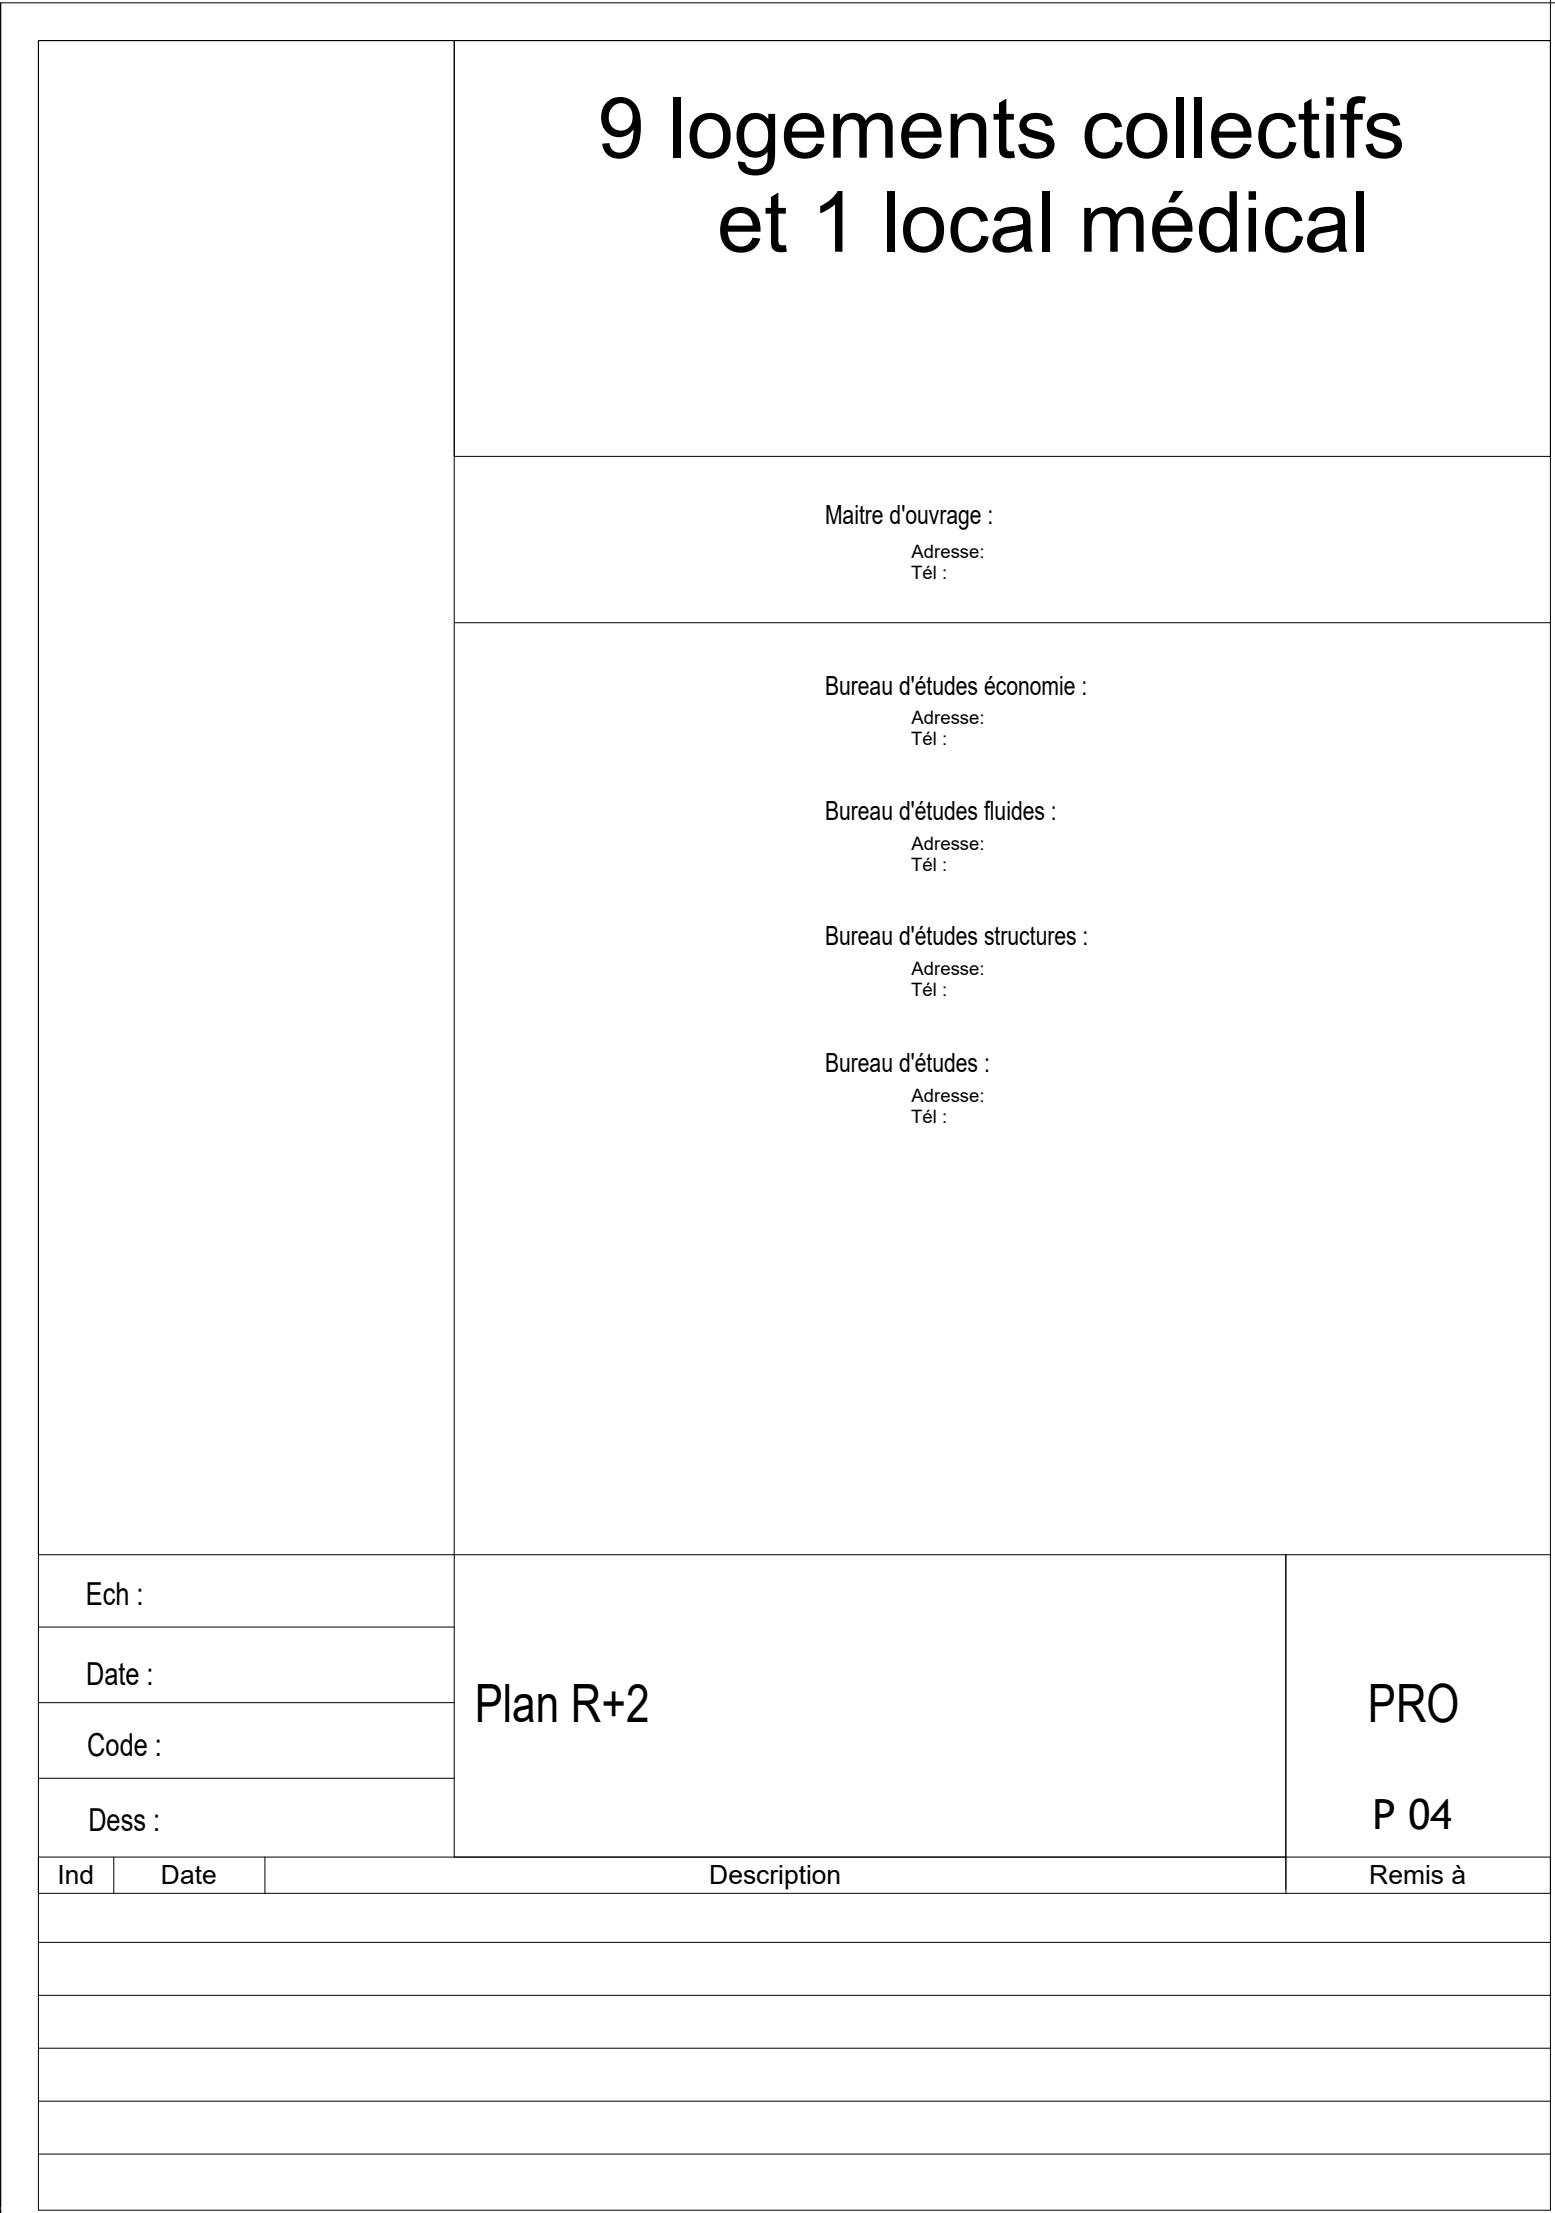 9 logements collectifs
et 1 local médical
Maitre d'ouvrage :
Adresse:
Tél :
Bureau d'études économie :
Adresse:
Tél :
Bureau d'études fluides :
Adresse:
Tél :
Bureau d'études structures :
Adresse:
Tél :
Bureau d'études :
Adresse:
Tél :
Ech :
Date :
Code :
Dess :
Plan R+2
PRO
P 04
Ind Date Description Remis à